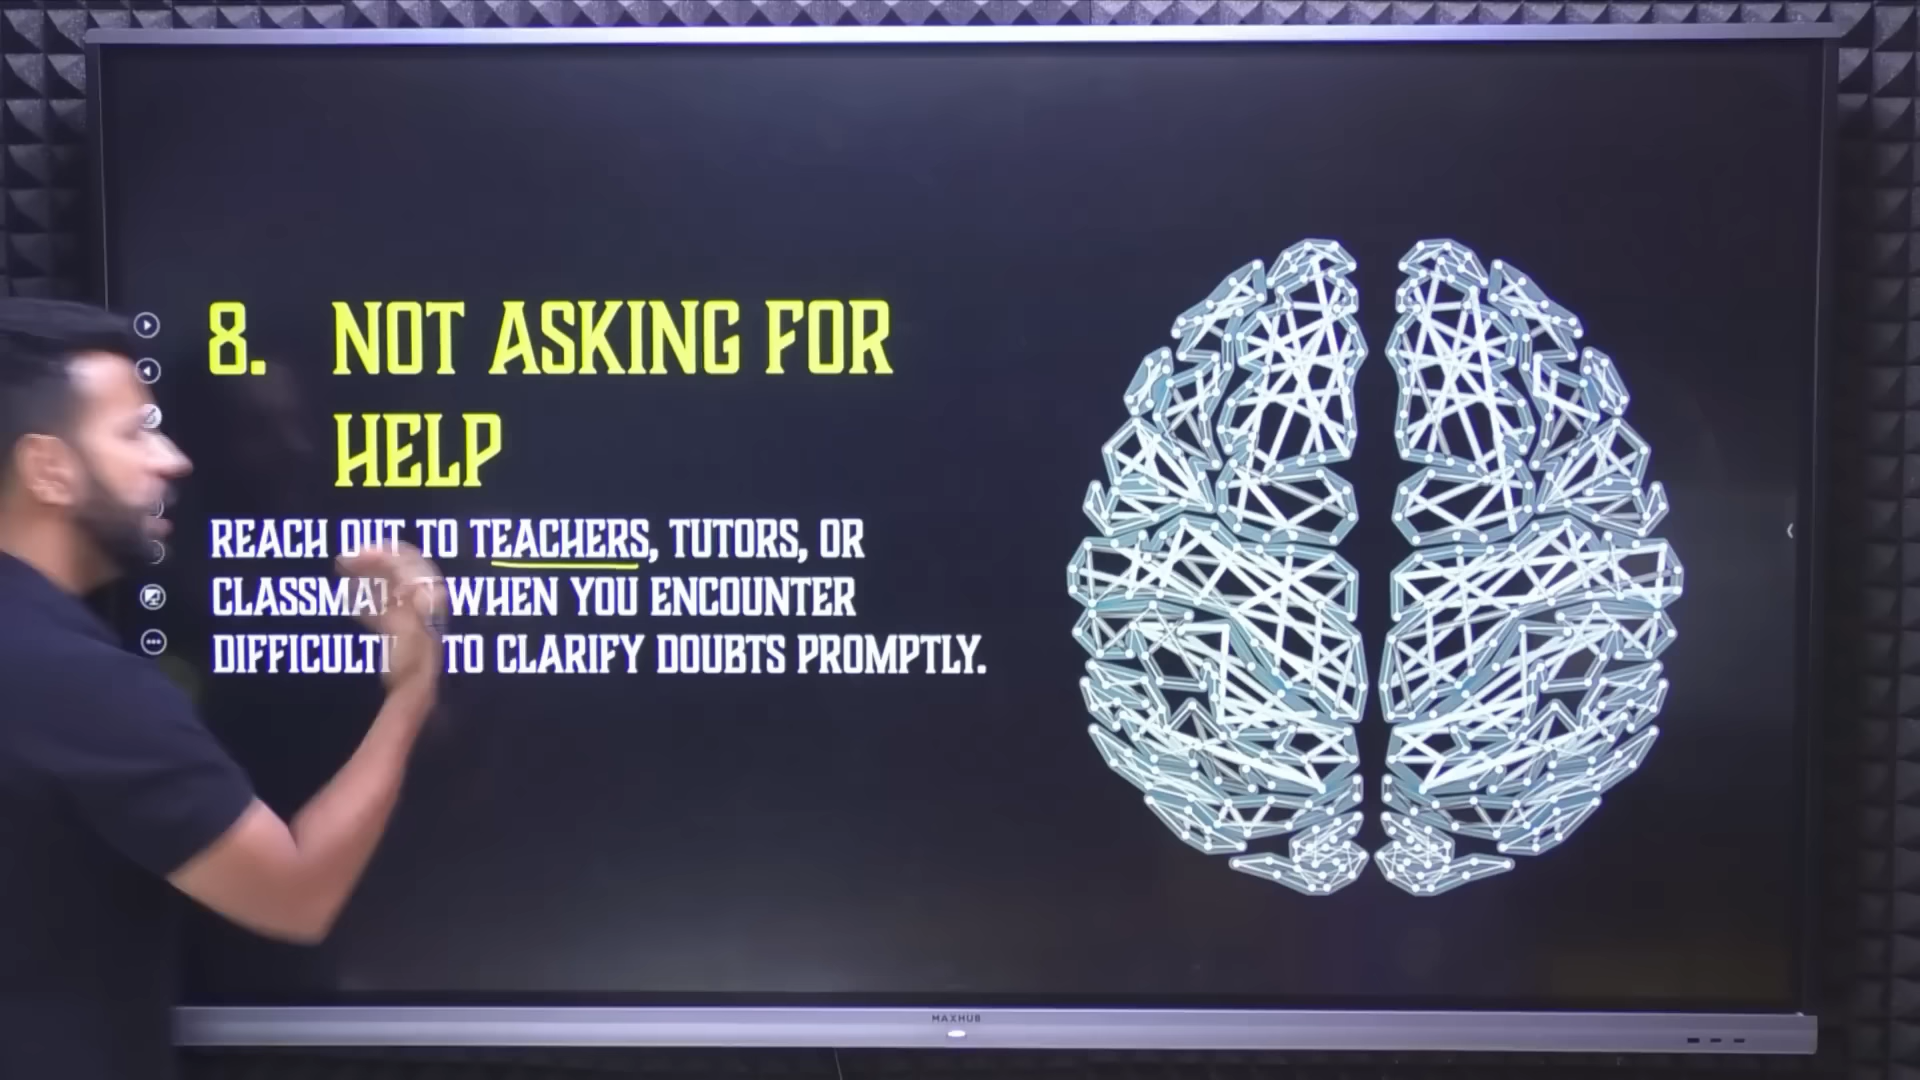 8. NOT ASKING FOR
HELP
REACH OUT TO TEACHERS, TUTORS, OR
WHEN YOU ENCOUNTER
TO CLARIFY DOUBTS PROMPTLY.
MAXHUB